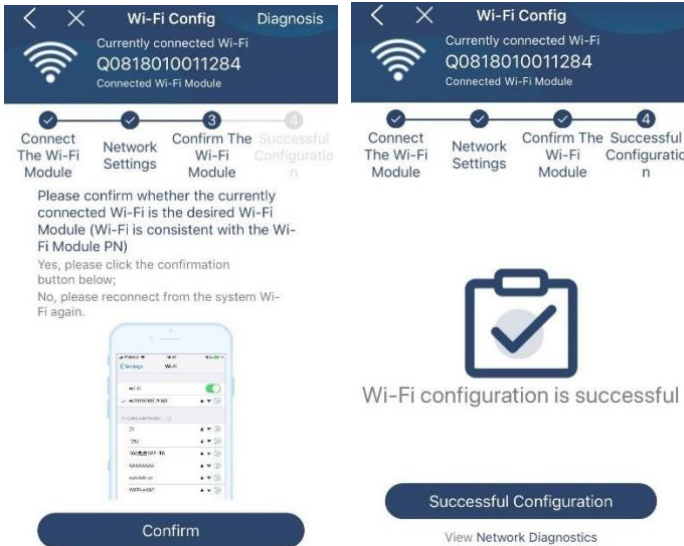 Wi-Fi Config Diagnosis
Currently connected Wi-Fi
Q0818010011284
Connected Wi-Fi Module
3 4
Connect The Wi-Fi Module
Network Settings
Confirm The Wi-Fi Module
Successful Configuratio n
Please confirm whether the currently
connected Wi-Fi is the desired Wi-
Module (Wi-Fi is consistent with the Wi-
Fi Module PN)
Yes, please click the confirmation
button below;
No, please reconnect from the system Wi-
Fi again.
Settings Wi-Fi
Wi-Fi
Confirm
Wi-Fi Config
Currently connected Wi-Fi
Q0818010011284
Connected Wi-Fi Module
4
Connect The Wi-Fi Module
Network Settings
Confirm The Wi-Fi Module
Successful Configuratio n
Wi-Fi configuration is successful
Successful Configuration
View Network Diagnostics